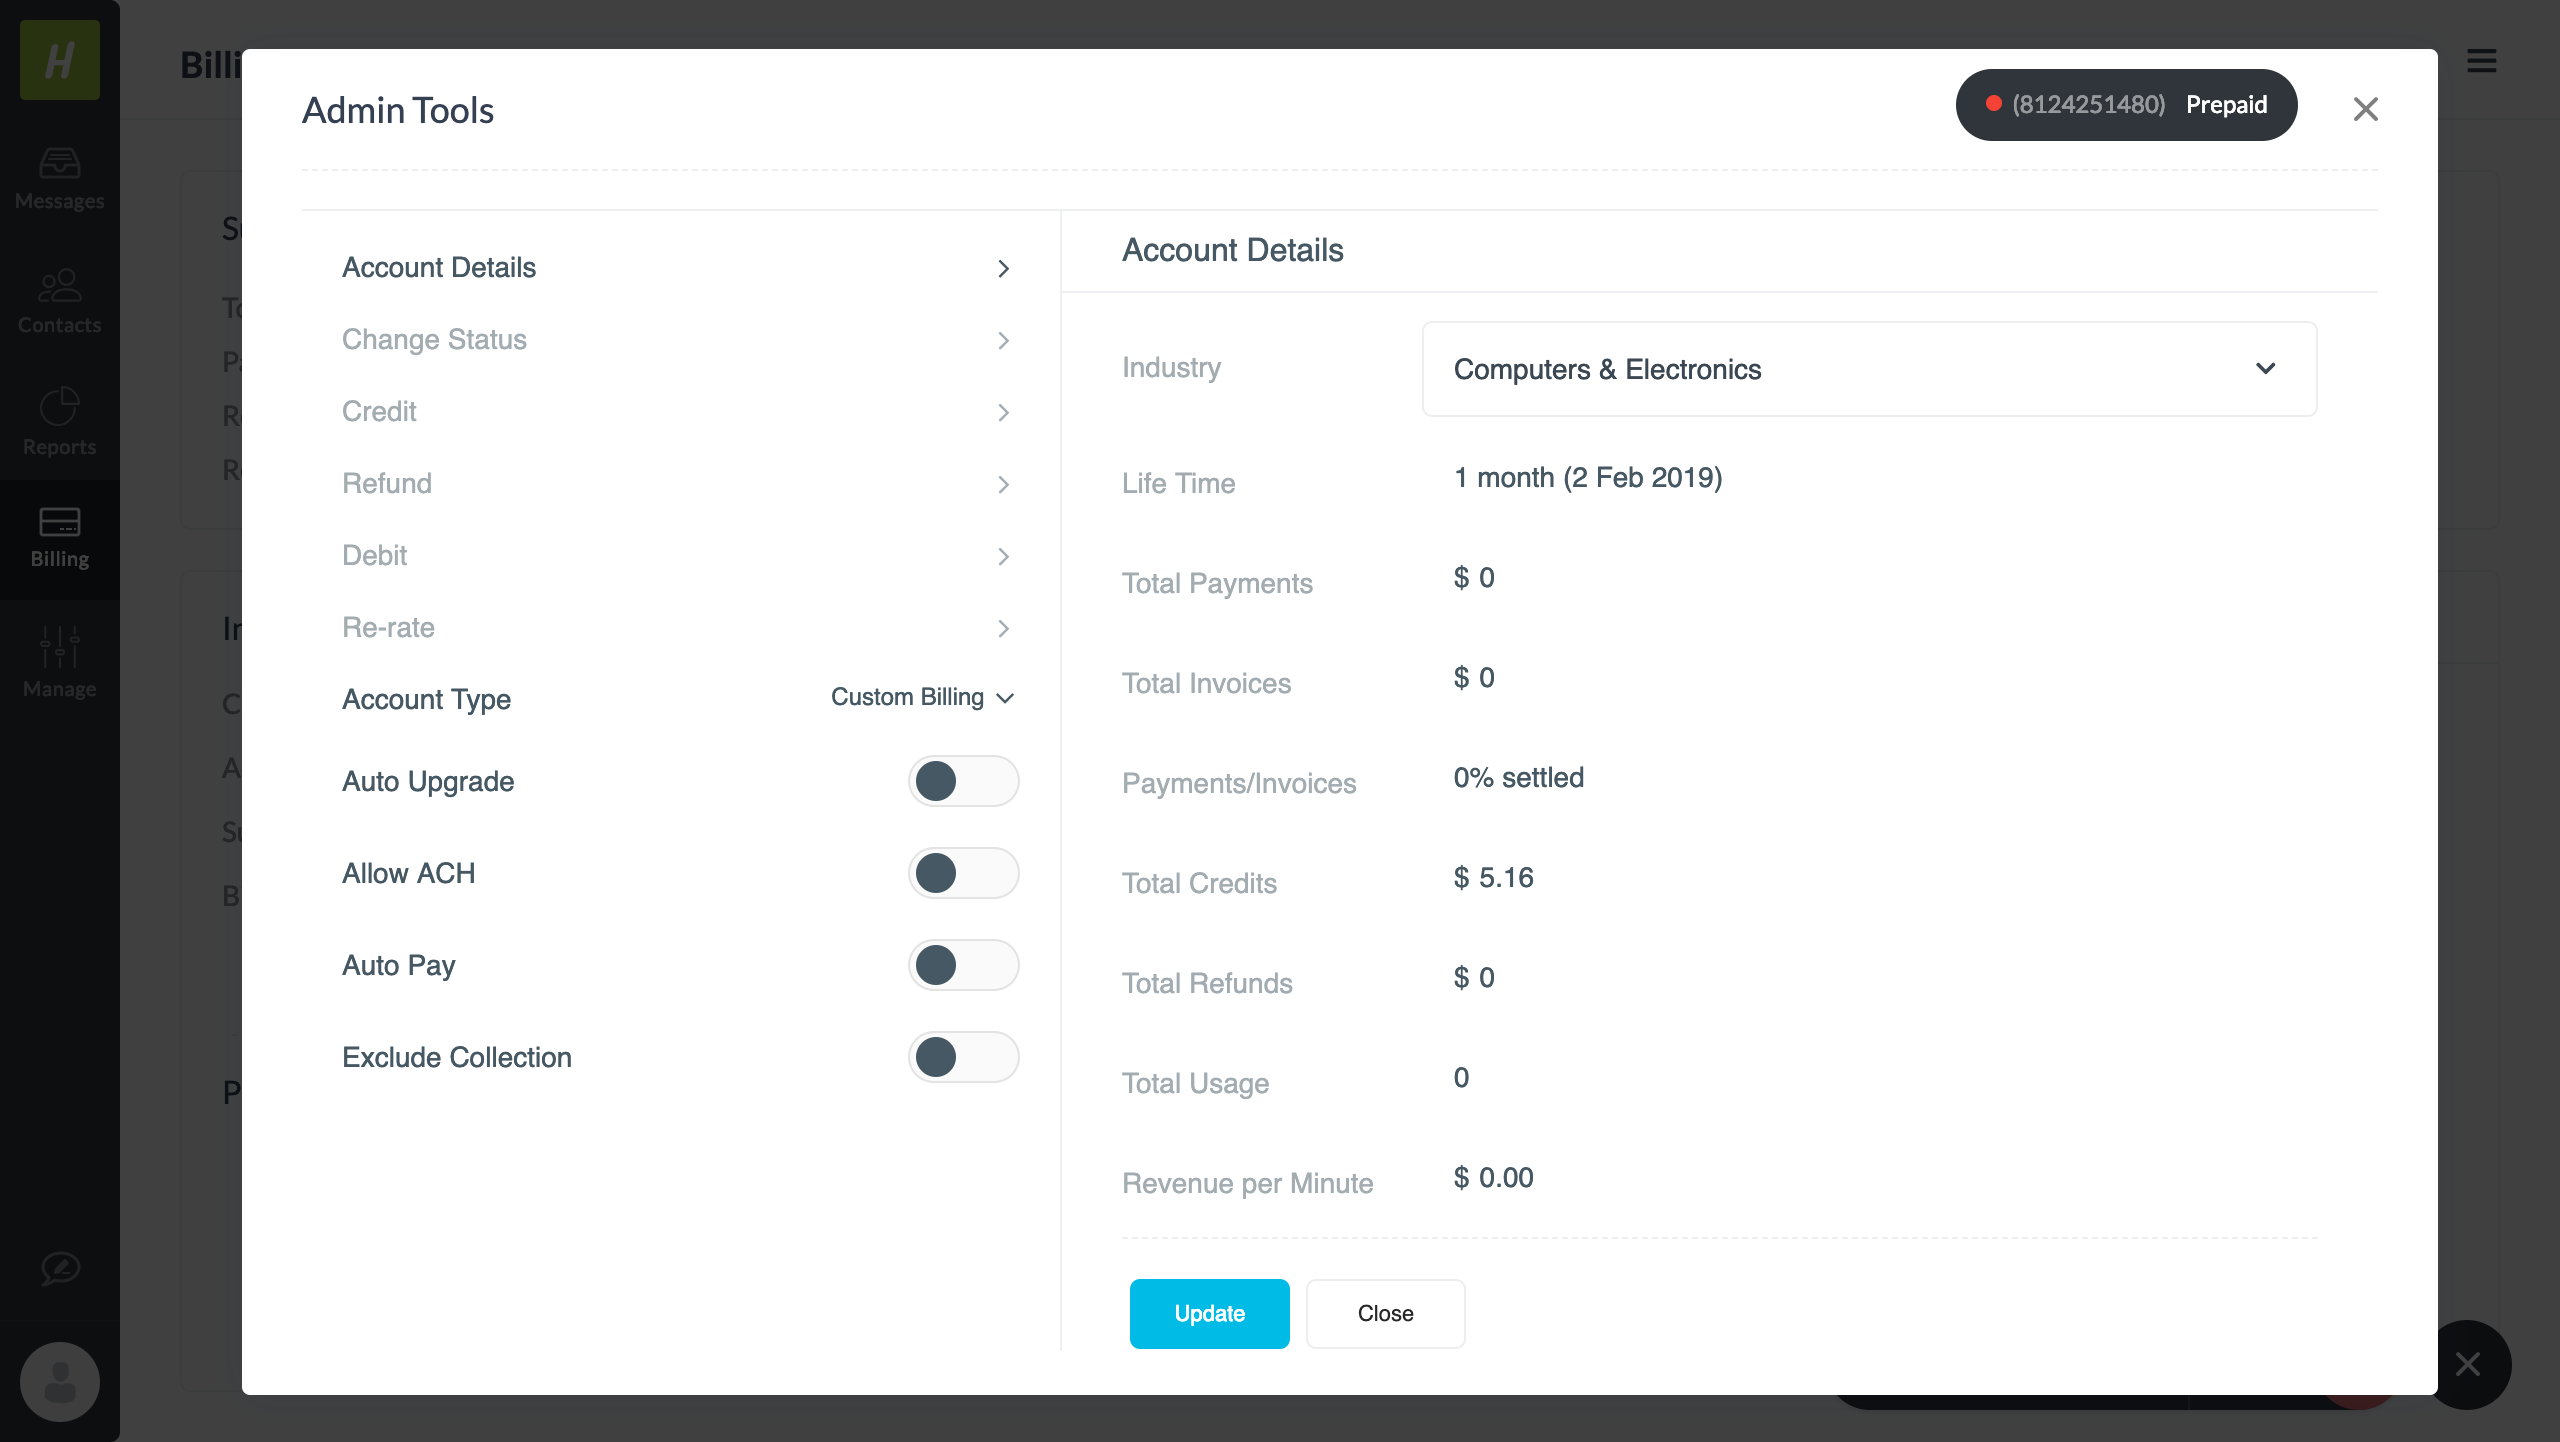 H
Messages
Contacts
Reports
Billing
Manage
Billi
Admin Tools
(8124251480) Prepaid
Account Details
Change Status
Credit
Refund
Debit
Re-rate
Account Type Custom Billing
Auto Upgrade
Allow ACH
Auto Pay
Exclude Collection
Account Details
Industry Computers & Electronics
Life Time 1 month (2 Feb 2019)
Total Payments $ 0
Total Invoices $ 0
Payments/Invoices 0% settled
Total Credits $ 5.16
Total Refunds $ 0
Total Usage 0
Revenue per Minute $ 0.00
Update Close